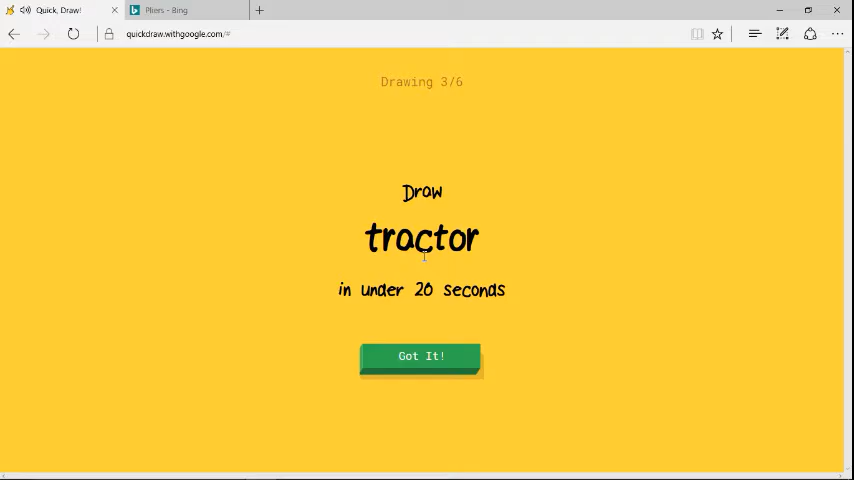 Quick, Draw!
Pliers - Bing
quickdraw.withgoogle.com/#
Drawing 3/6
Draw
tractor
in under 20 seconds
Got It!